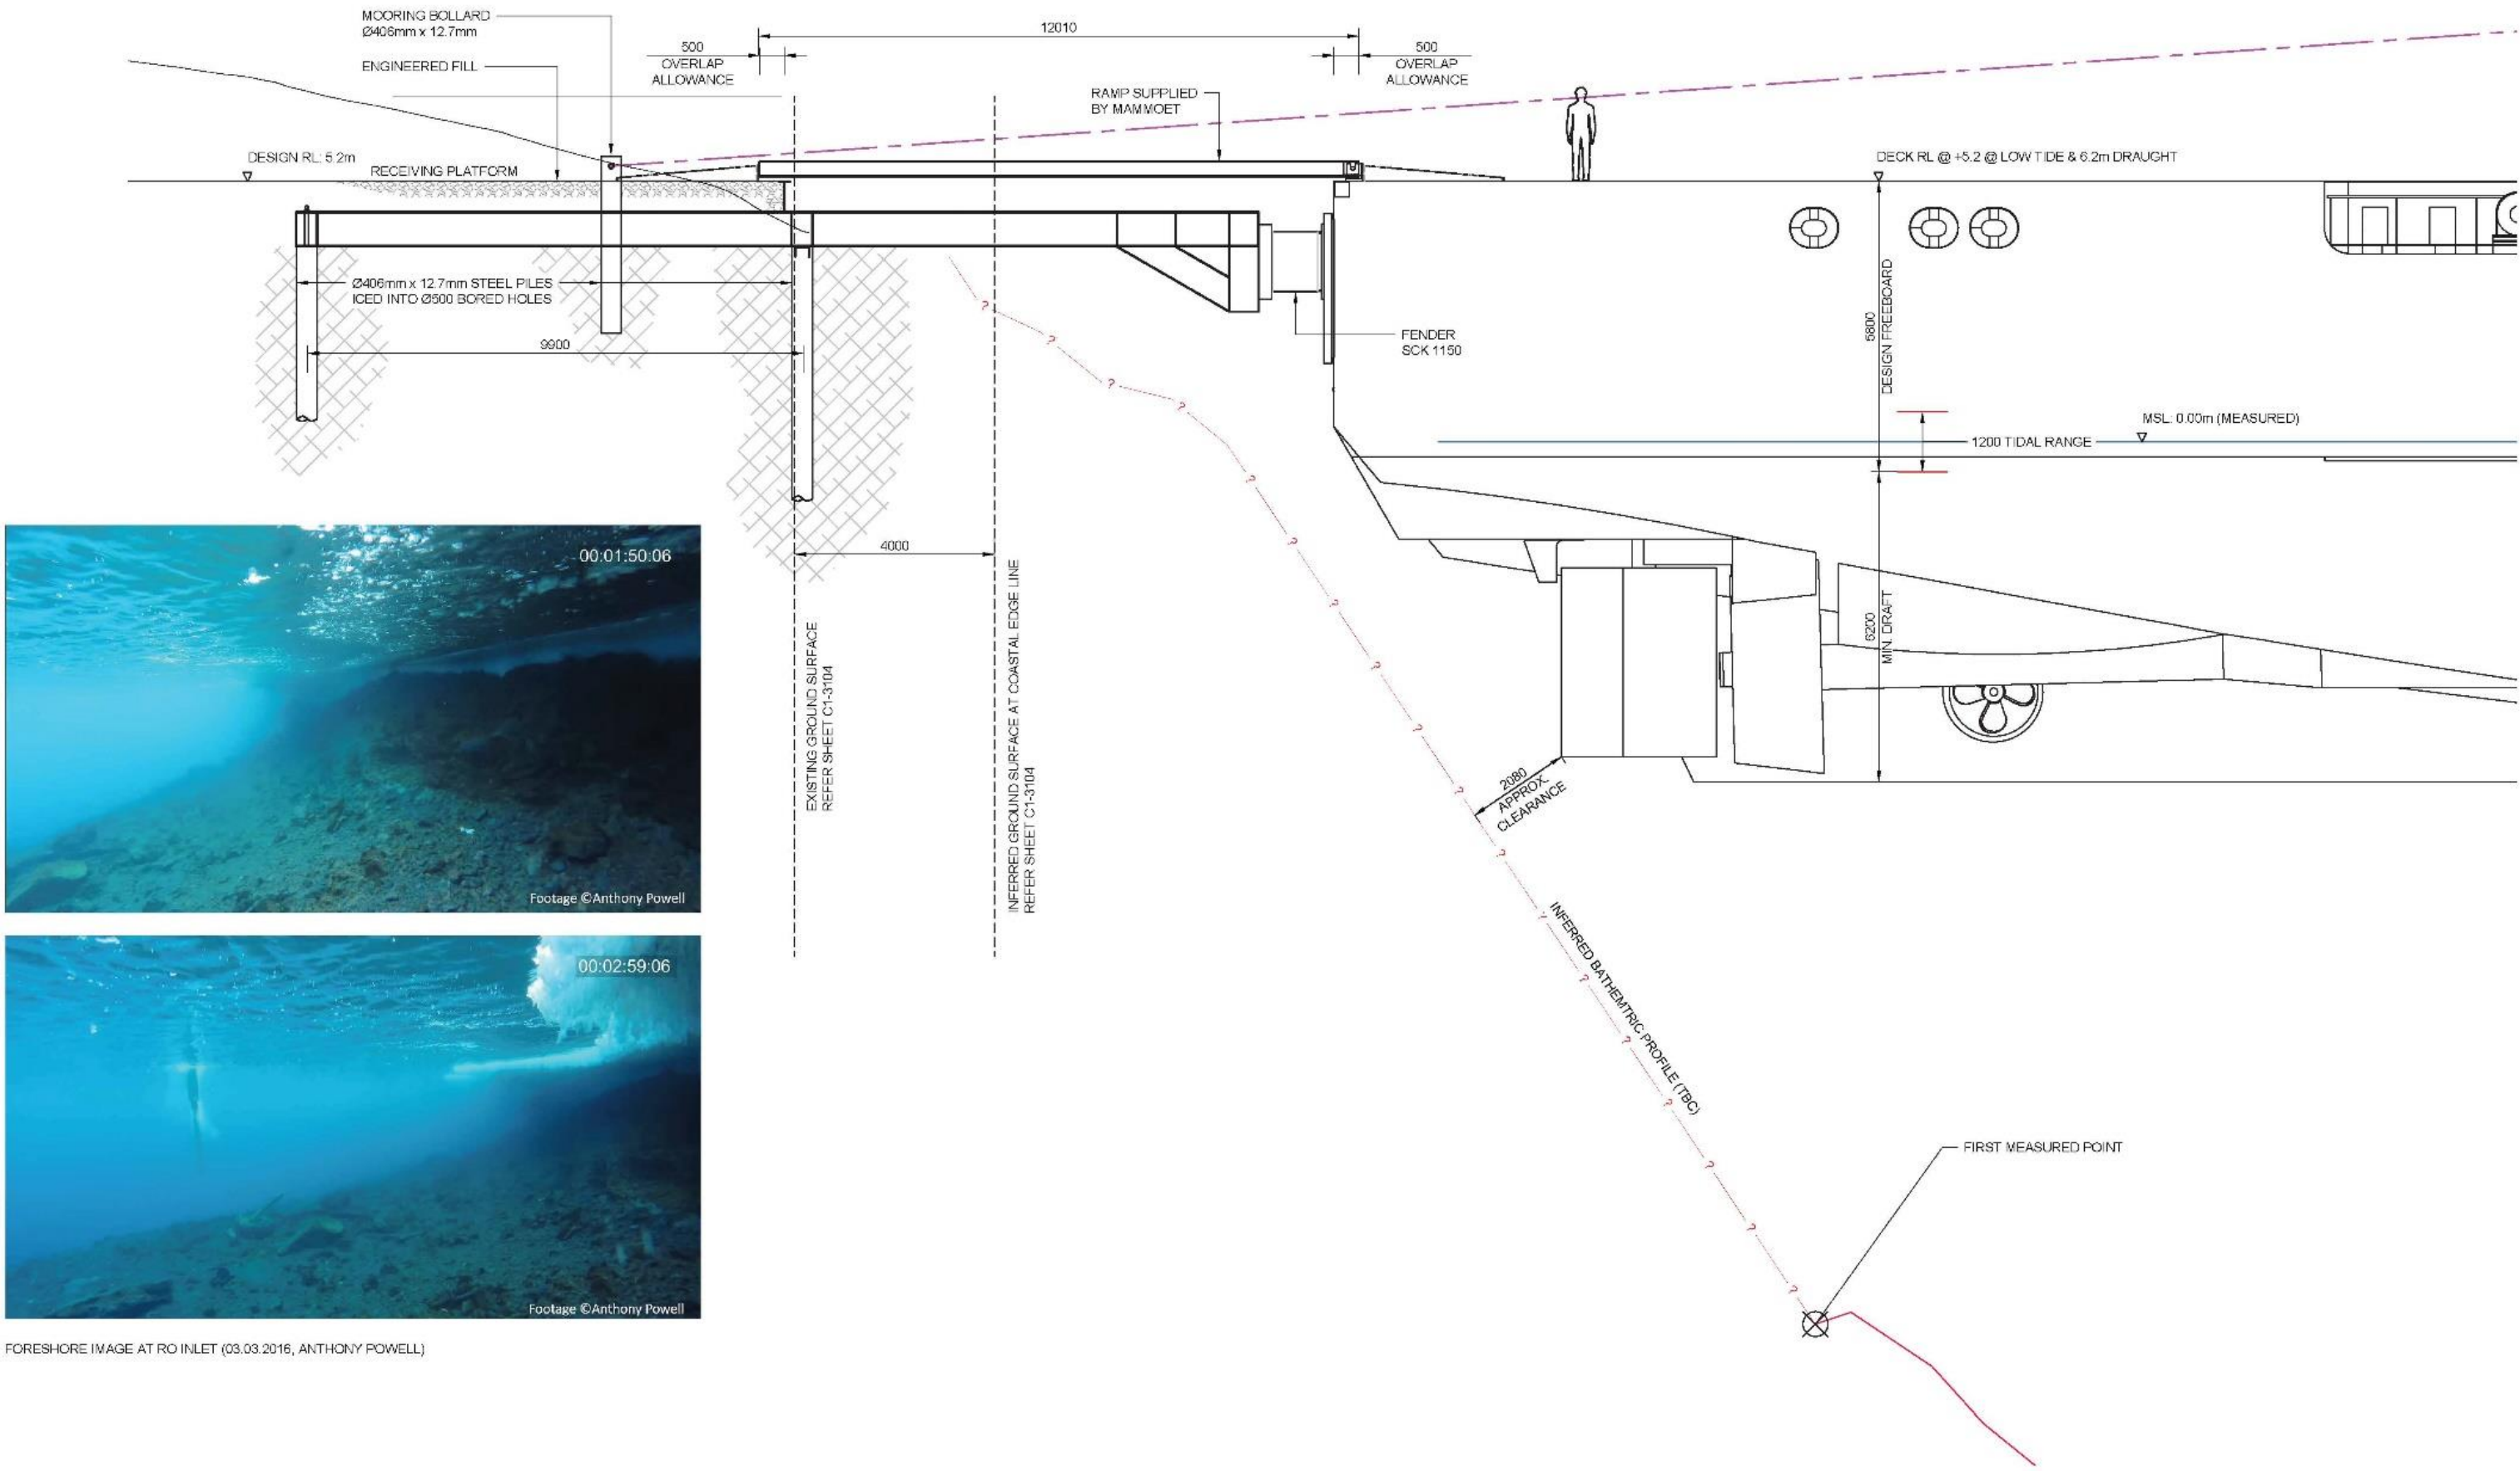 MOORING BOLLARD
Ø406mm x 12.7mm
ENGINEERED FILL
500
OVERLAP
ALLOWANCE
12010
500
OVERLAP
ALLOWANCE
RAMP SUPPLIED
BY MAMMOET
DESIGN RL: 5.2m
RECEIVING PLATFORM
DECK RL @ +5.2 @ LOW TIDE & 6.2m DRAUGHT
Ø406mm x 12.7mm STEEL PILES
ICED INTO Ø500 BORED HOLES
9900
FENDER
SCK 1150
5800
DESIGN FREEBOARD
MSL: 0.00m (MEASURED)
1200 TIDAL RANGE
4000
6200
MIN. DRAFT
EXISTING GROUND SURFACE
REFER SHEET C1-3104
INFERRED GROUND SURFACE AT COASTAL EDGE LINE
REFER SHEET C1-3104
2080
APPROX.
CLEARANCE
INFERRED BATHEMTRIC PROFILE (TBC)
FIRST MEASURED POINT
00:01:50:06
Footage ©Anthony Powell
00:02:59:06
Footage ©Anthony Powell
FORESHORE IMAGE AT RO INLET (03.03.2016, ANTHONY POWELL)